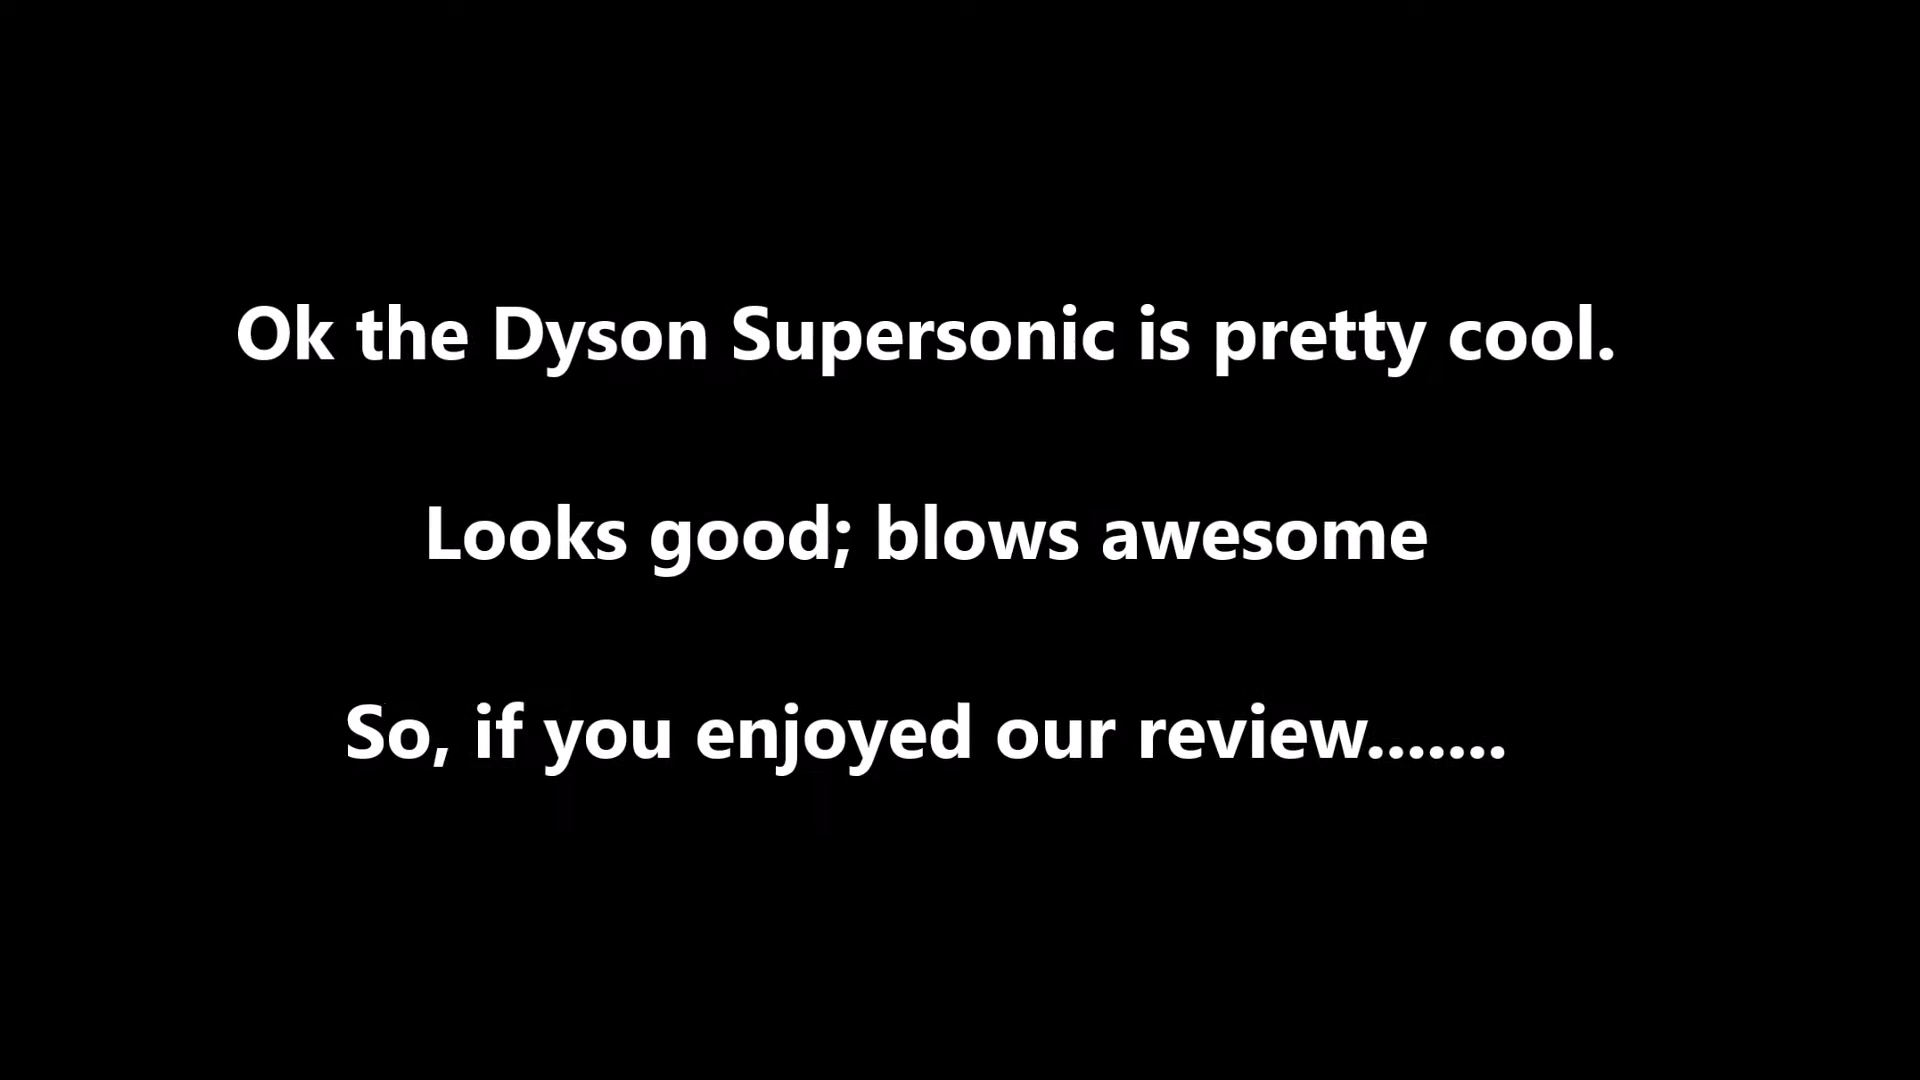 Ok the Dyson Supersonic is pretty cool.
Looks good; blows awesome
So, if you enjoyed our review.......